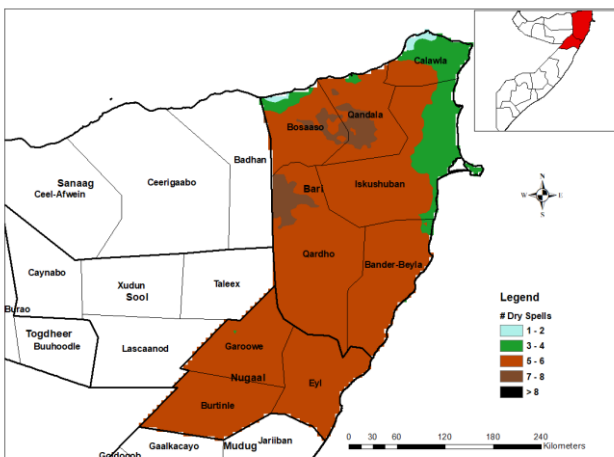 Calawla
Qandala
Bosaaso
Badhan
Sanaag
Ceel-Afwein
Ceerigaabo
Bari
Iskushuban
Qardho
Bander-Beyla
Caynabo
Xudun
Sool
Taleex
Burao
Togdheer
Buuhoodle
Lascaanod
Garoowe
Nugaal
Eyl
Burtinle
Gaalkacayo
Mudug
Jariiban
Goldogob
N
W
E
S
Legend
# Dry Spells
1 - 2
3 - 4
5 - 6
7 - 8
> 8
0 30 60 120 180 240
Kilometers